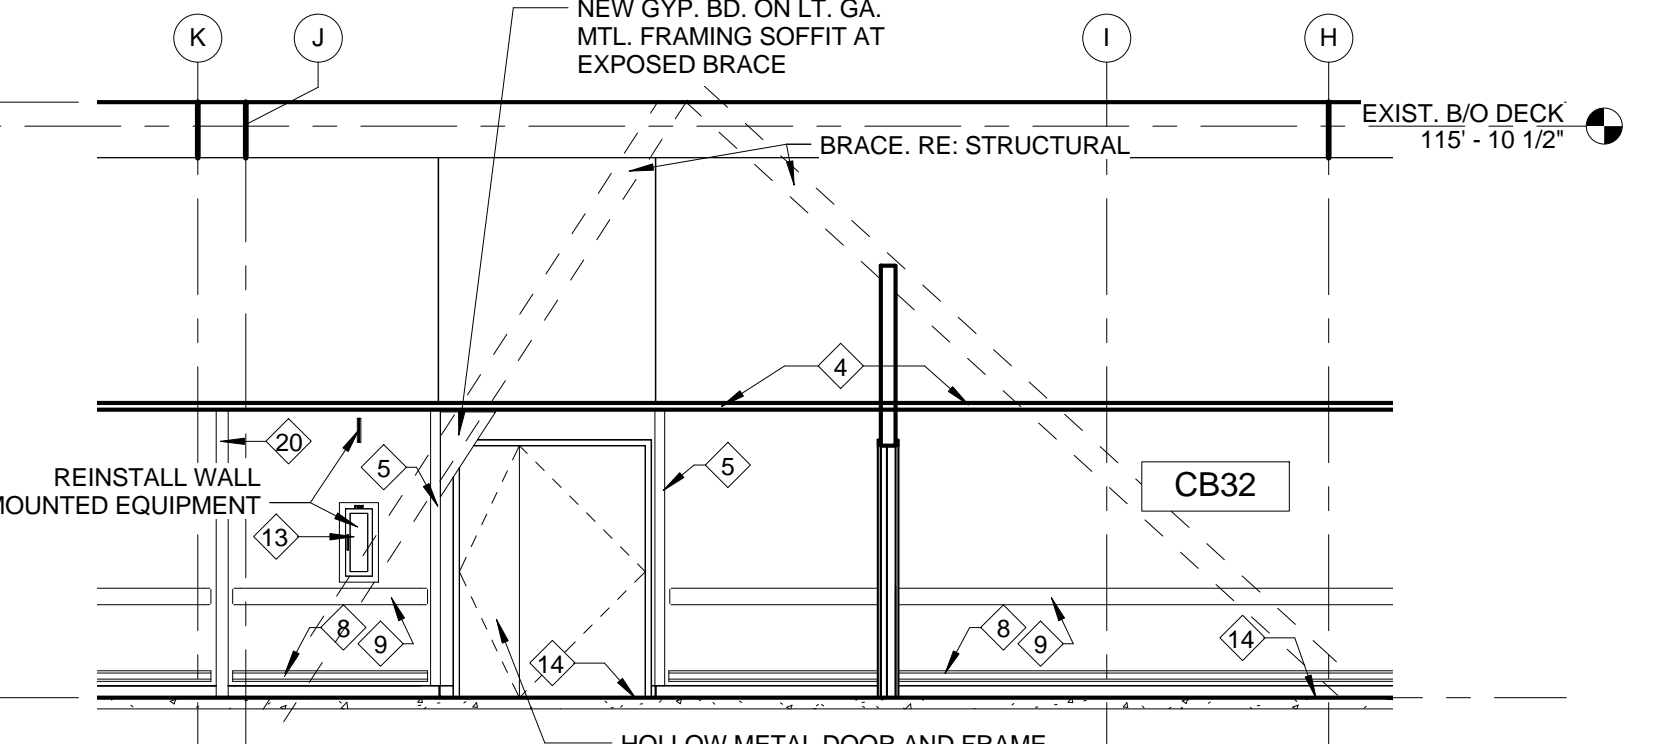 NEW GYP. BD. ON LT. GA.
MTL. FRAMING SOFFIT AT
EXPOSED BRACE
K
J
I
H
EXIST. B/O DECK
115' - 10 1/2"
BRACE. RE: STRUCTURAL
4
20
5
5
REINSTALL WALL
MOUNTED EQUIPMENT
CB32
13
8
9
14
8
9
14
HOLLOW METAL DOOR AND FRAME